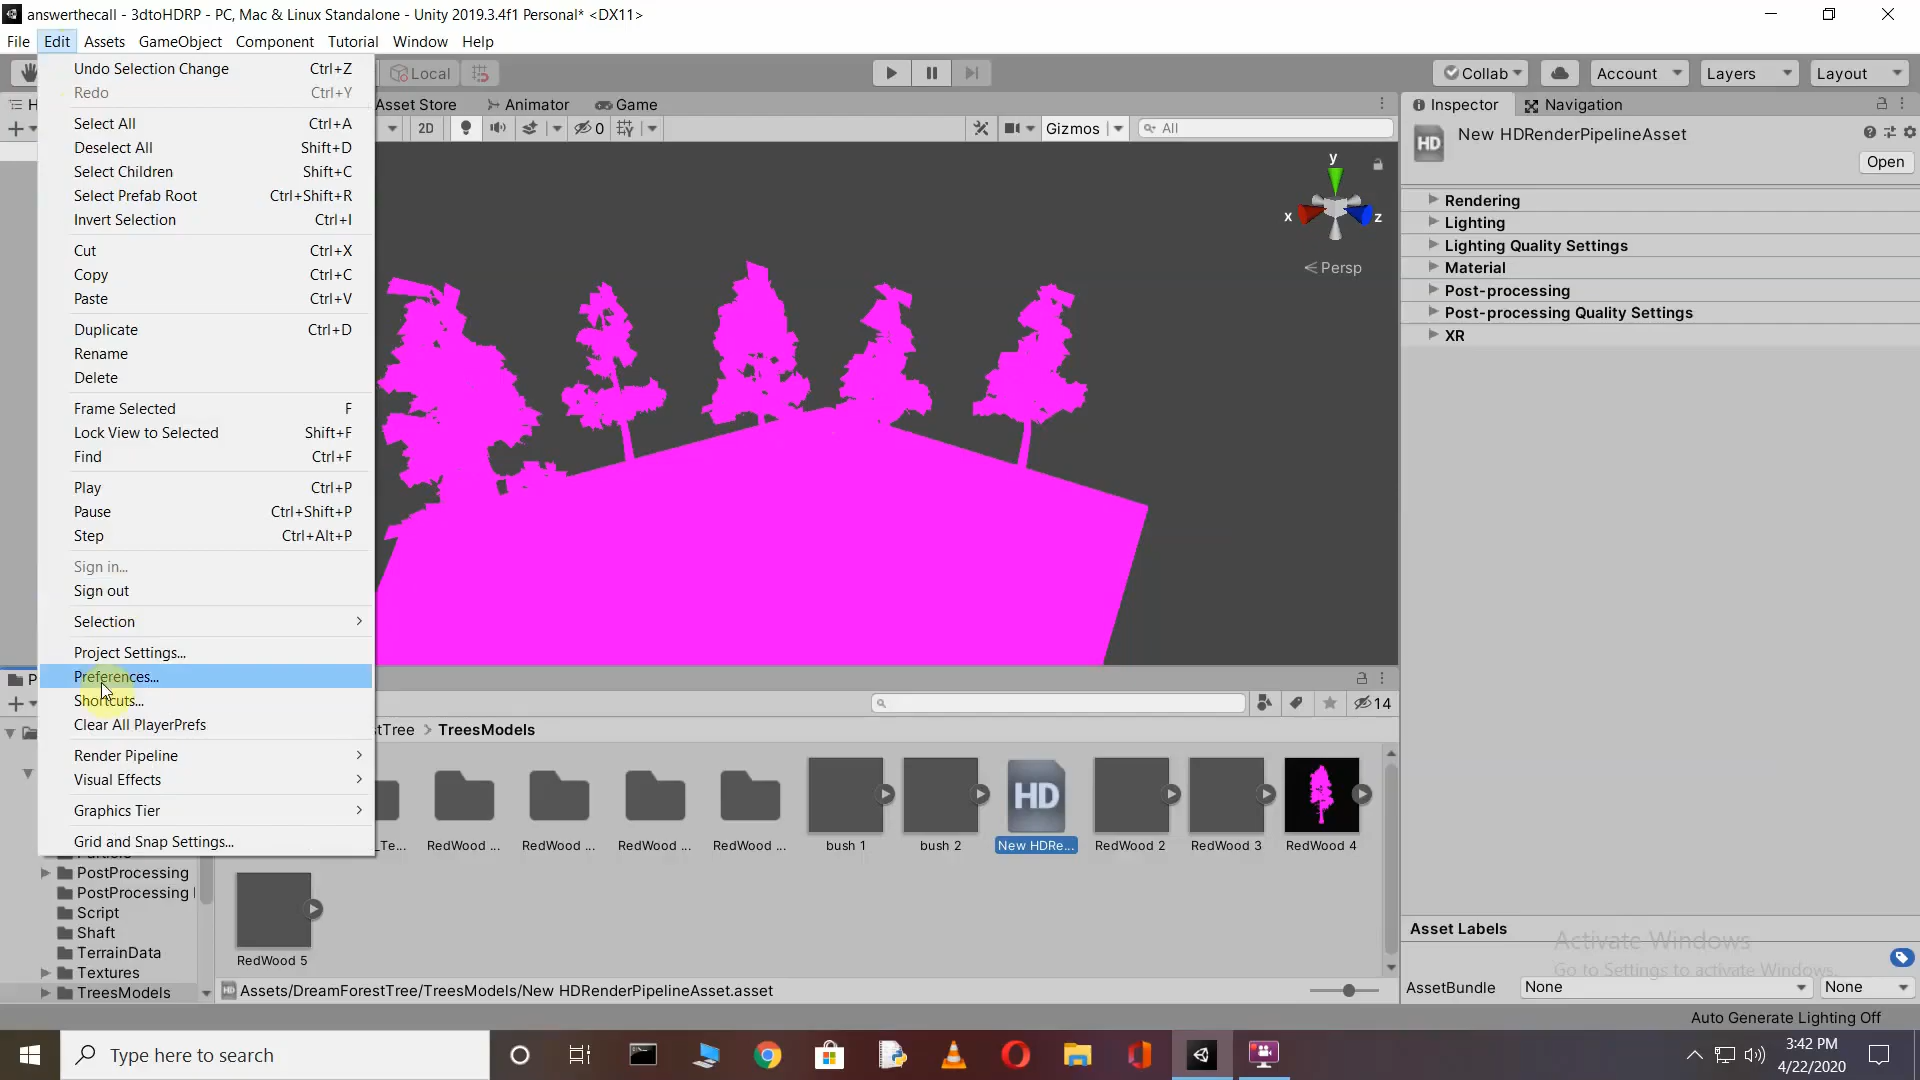 answerthecall - 3dtoHDRP - PC, Mac & Linux Standalone - Unity 2019.3.4f1 Personal* <DX11>
File Edit Assets GameObject Component Tutorial Window Help
Local
Collab
Account
Layers
Layout
Undo Selection Change Ctrl+Z
Redo Ctrl+Y
Select All Ctrl+A
Deselect All Shift+D
Select Children Shift+C
Select Prefab Root Ctrl+Shift+R
Invert Selection Ctrl+I
Cut Ctrl+X
Copy Ctrl+C
Paste Ctrl+V
Duplicate Ctrl+D
Rename
Delete
Frame Selected F
Lock View to Selected Shift+F
Find Ctrl+F
Play Ctrl+P
Pause Ctrl+Shift+P
Step Ctrl+Alt+P
Sign in...
Sign out
Selection
Project Settings...
Preferences...
Shortcuts...
Clear All PlayerPrefs
Render Pipeline
Visual Effects
Graphics Tier
Grid and Snap Settings...
Asset Store Animator Game
2D 0 Gizmos All
y
x z
Persp
Inspector Navigation
HD New HDRenderPipelineAsset
Open
Rendering
Lighting
Lighting Quality Settings
Material
Post-processing
Post-processing Quality Settings
XR
14
stTree > TreesModels
HD
_Te... RedWood ... RedWood ... RedWood ... RedWood ... bush 1 bush 2 New HDRe... RedWood 2 RedWood 3 RedWood 4
RedWood 5
PostProcessing
PostProcessing
Script
Shaft
TerrainData
Textures
TreesModels
Assets/DreamForestTree/TreesModels/New HDRenderPipelineAsset.asset
Asset Labels
Activate Windows
Go to Settings to activate Windows.
AssetBundle None None
Auto Generate Lighting Off
Type here to search
3:42 PM
4/22/2020